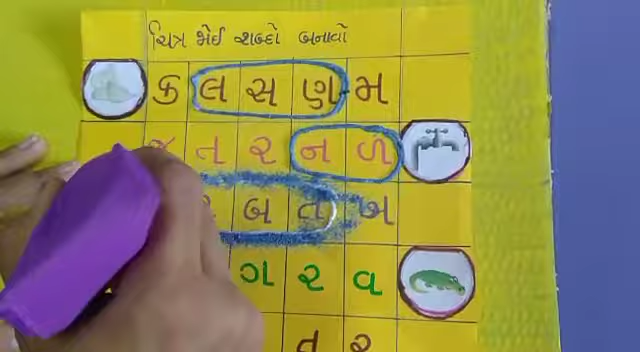 ચિત્ર જોઈ શબ્દો બનાવો
ક લ સ ણ મ
જ ત ર ન ળ
બ ત ખ
ગ ર વ
ત ર